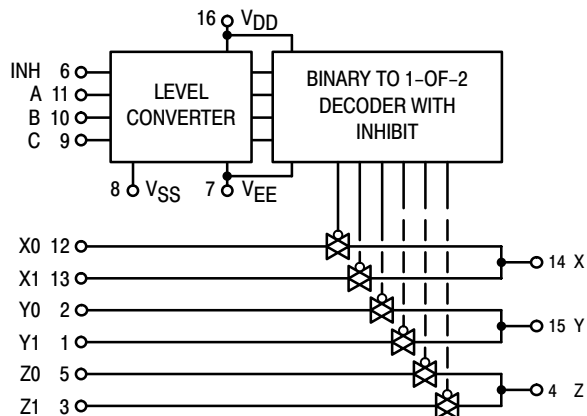 16 VDD
INH 6
A 11
B 10
C 9
LEVEL
CONVERTER
BINARY TO 1-OF-2
DECODER WITH
INHIBIT
8 VSS
7 VEE
X0 12
X1 13
14 X
Y0 2
Y1 1
15 Y
Z0 5
Z1 3
4 Z